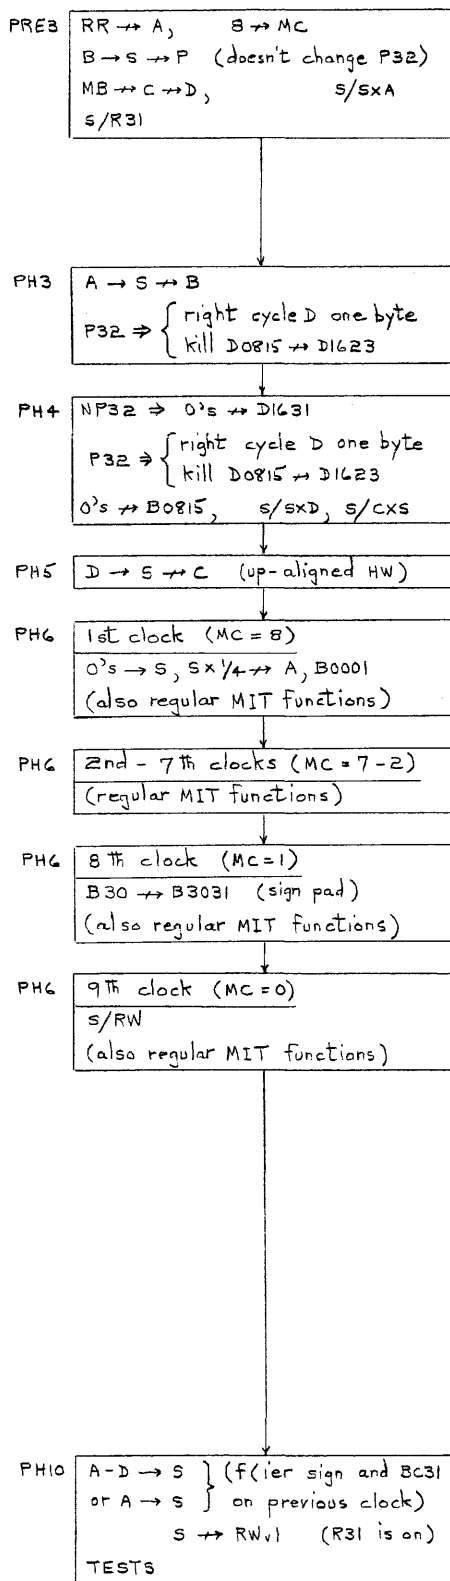 PRE3 RR ↛ A, 8 ↛ MC
B → S → P (doesn't change P32)
MB ↛ C → D, S/SXA
S/R31
PH3 A → S ↛ B
P32 ⇒ { right cycle D one byte
kill D0815 ↛ D1623
PH4 NP32 ⇒ 0's ↛ D1631
P32 ⇒ { right cycle D one byte
kill D0815 ↛ D1623
0's ↛ B0815, S/SXD, S/CXS
PH5 D → S ↛ C (up-aligned HW)
PH6 1st clock (MC = 8)
0's → S, S x 1/4 ↛ A, B0001
(also regular MIT functions)
PH6 2nd - 7th clocks (MC = 7-2)
(regular MIT functions)
PH6 8th clock (MC=1)
B30 ↛ B3031 (sign pad)
(also regular MIT functions)
PH6 9th clock (MC=0)
S/RW
(also regular MIT functions)
PH10 A-D → S } (f(ier sign and BC31
or A → S } on previous clock)
S ↛ RWv1 (R31 is on)
TESTS